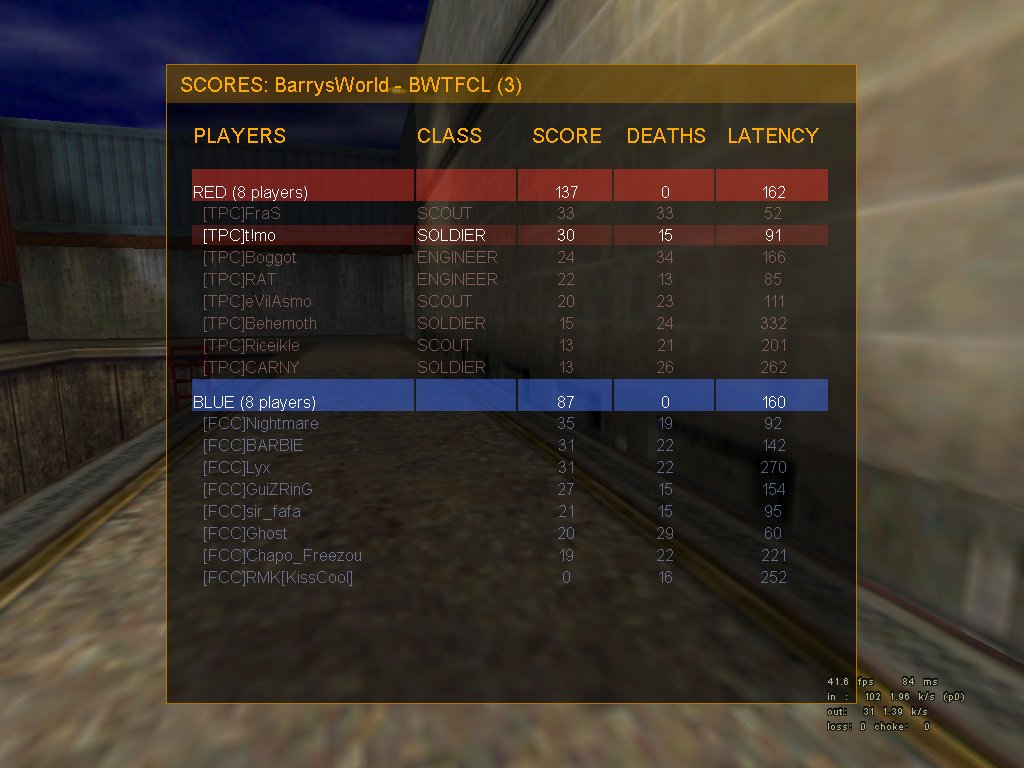 SCORES: BarrysWorld - BWTFCL (3)
PLAYERS CLASS SCORE DEATHS LATENCY
RED (8 players) 137 0 162
[TPC]FraS SCOUT 33 33 52
[TPC]t!mo SOLDIER 30 15 91
[TPC]Boggot ENGINEER 24 34 166
[TPC]RAT ENGINEER 22 13 85
[TPC]eVilAsmo SCOUT 20 23 111
[TPC]Behemoth SOLDIER 15 24 332
[TPC]Riceikle SCOUT 13 21 201
[TPC]CARNY SOLDIER 13 26 262
BLUE (8 players) 87 0 160
[FCC]Nightmare 35 19 92
[FCC]BARBIE 31 22 142
[FCC]Lyx 31 22 270
[FCC]GuiZRinG 27 15 154
[FCC]sir_fafa 21 15 95
[FCC]Ghost 20 29 60
[FCC]Chapo_Freezou 19 22 221
[FCC]RMK[KissCool] 0 16 252
41.6 fps 84 ms
in : 102 1.96 k/s (p0)
out: 31 1.39 k/s
loss: 0 choke: 0